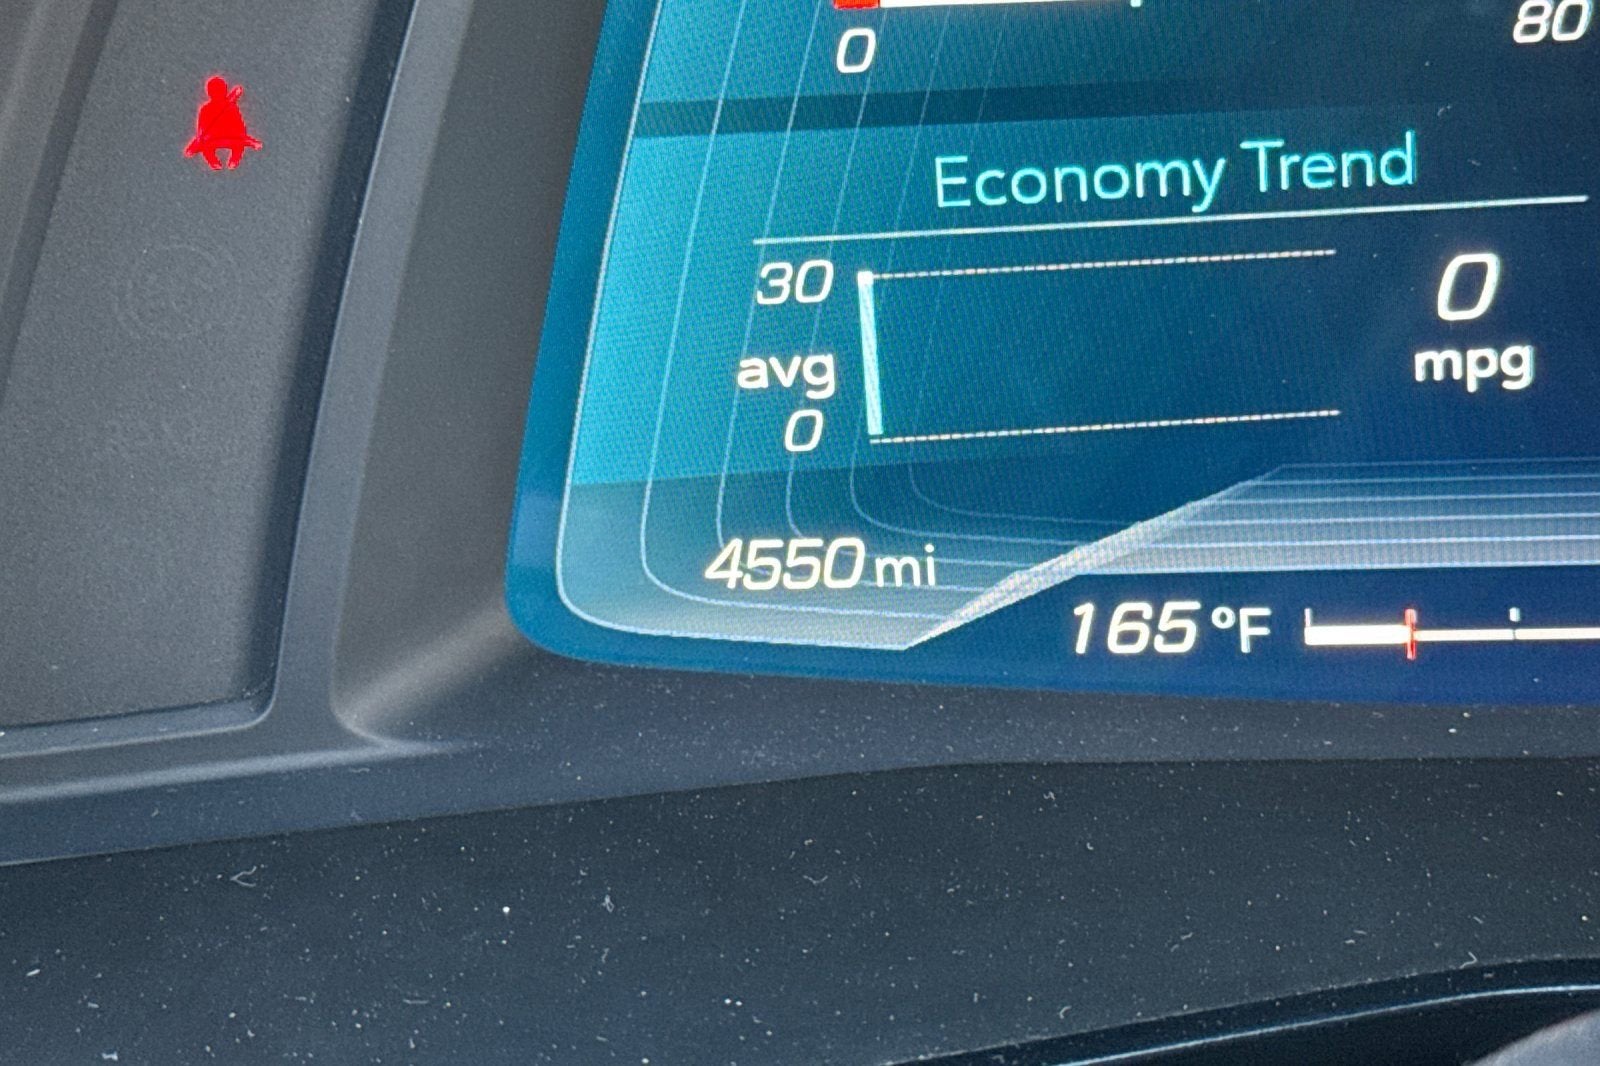 0
80
Economy Trend
30
avg
0
0
mpg
4550 mi
165 °F